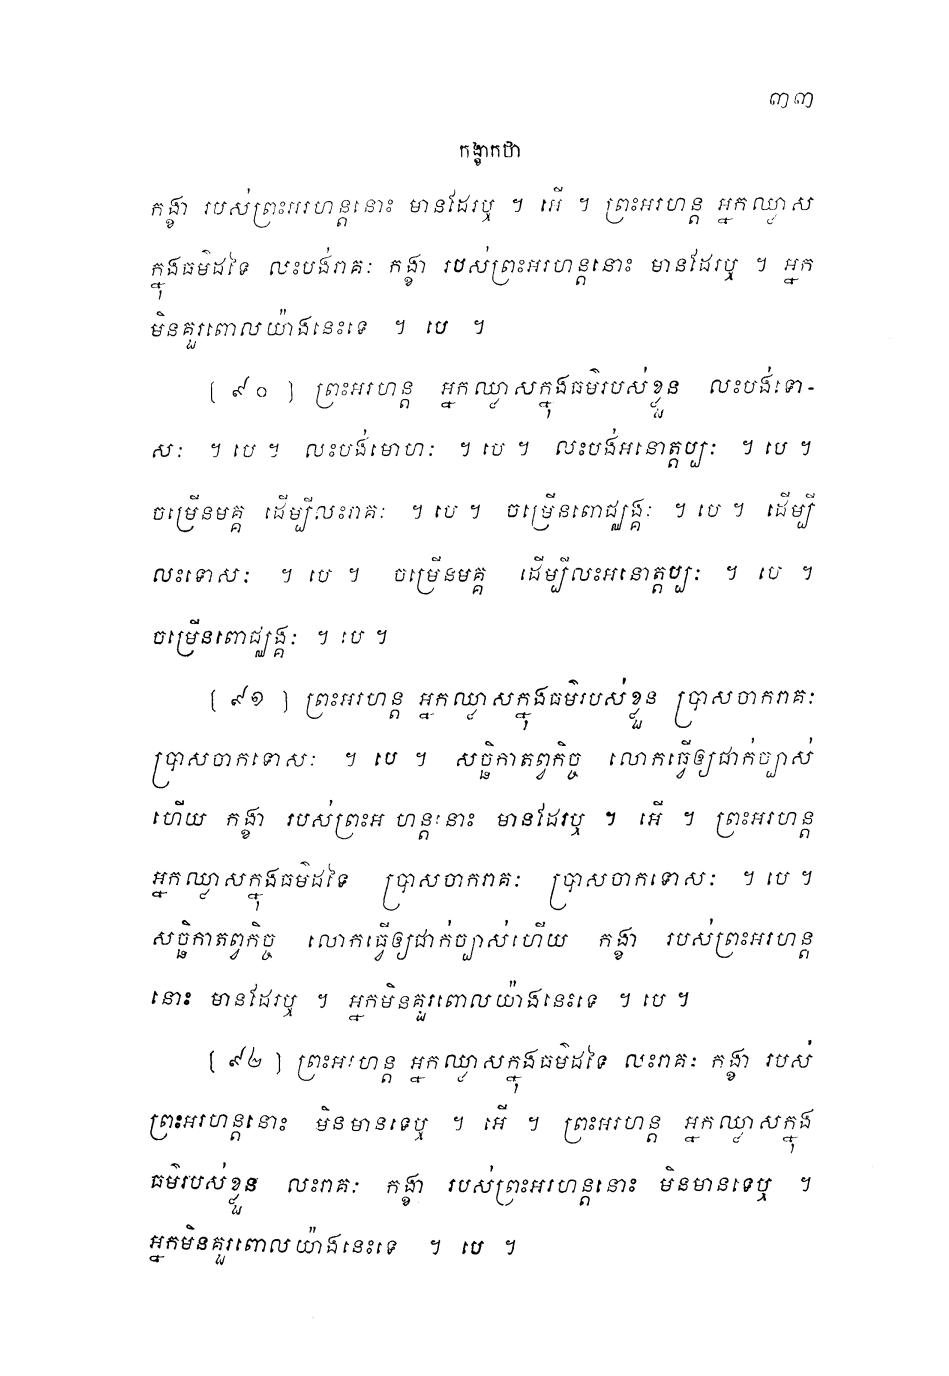 ៣៣
កង្ខាកថា
កង្ខា របស់ព្រះអរហន្តនោះ មានដែរឬ ។ អើ ។ ព្រះអរហន្ត អ្នកឈ្លាស
ក្នុងធម៌ដទៃ លះបង់រាគៈ កង្ខា របស់ព្រះអរហន្តនោះ មានដែរឬ ។ អ្នក
មិនគួរពោលយ៉ាងនេះទេ ។ បេ ។
[៩០] ព្រះអរហន្ត អ្នកឈ្លាសក្នុងធម៌របស់ខ្លួន លះបង់ទោ-
សៈ ។ បេ ។ លះបង់មោហៈ ។ បេ ។ លះបង់អនោត្តប្បៈ ។ បេ ។
ចម្រើនមគ្គ ដើម្បីលះរាគៈ ។ បេ ។ ចម្រើនពោជ្ឈង្គៈ ។ បេ ។ ដើម្បី
លះទោសៈ ។ បេ ។ ចម្រើនមគ្គ ដើម្បីលះអនោត្តប្បៈ ។ បេ ។
ចម្រើនពោជ្ឈង្គៈ ។ បេ ។
[៩១] ព្រះអរហន្ត អ្នកឈ្លាសក្នុងធម៌របស់ខ្លួន ប្រាសចាករាគៈ
ប្រាសចាកទោសៈ ។ បេ ។ សច្ឆិកាតព្វកិច្ច លោកធ្វើឲ្យជាក់ច្បាស់
ហើយ កង្ខា របស់ព្រះអរហន្តនោះ មានដែរឬ ។ អើ ។ ព្រះអរហន្ត
អ្នកឈ្លាសក្នុងធម៌ដទៃ ប្រាសចាករាគៈ ប្រាសចាកទោសៈ ។ បេ ។
សច្ឆិកាតព្វកិច្ច លោកធ្វើឲ្យជាក់ច្បាស់ហើយ កង្ខា របស់ព្រះអរហន្ត
នោះ មានដែរឬ ។ អ្នកមិនគួរពោលយ៉ាងនេះទេ ។ បេ ។
[៩២] ព្រះអរហន្ត អ្នកឈ្លាសក្នុងធម៌ដទៃ លះរាគៈ កង្ខា របស់
ព្រះអរហន្តនោះ មិនមានទេឬ ។ អើ ។ ព្រះអរហន្ត អ្នកឈ្លាសក្នុង
ធម៌របស់ខ្លួន លះរាគៈ កង្ខា របស់ព្រះអរហន្តនោះ មិនមានទេឬ ។
អ្នកមិនគួរពោលយ៉ាងនេះទេ ។ បេ ។